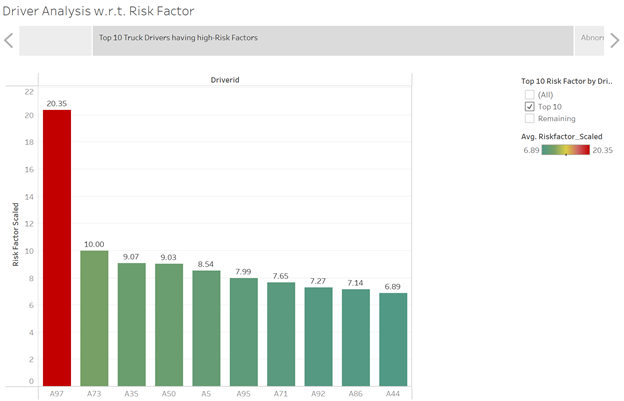 Driver Analysis w.r.t. Risk Factor
Top 10 Truck Drivers having high-Risk Factors
Abnorr
Driverid
Top 10 Risk Factor by Dri..
(All)
Top 10
Remaining
Avg. Riskfactor_Scaled
6.89 20.35
Risk Factor Scaled
22
20
18
16
14
12
10
8
6
4
2
0
20.35
10.00
9.07
9.03
8.54
7.99
7.65
7.27
7.14
6.89
A97 A73 A35 A50 A5 A95 A71 A92 A86 A44